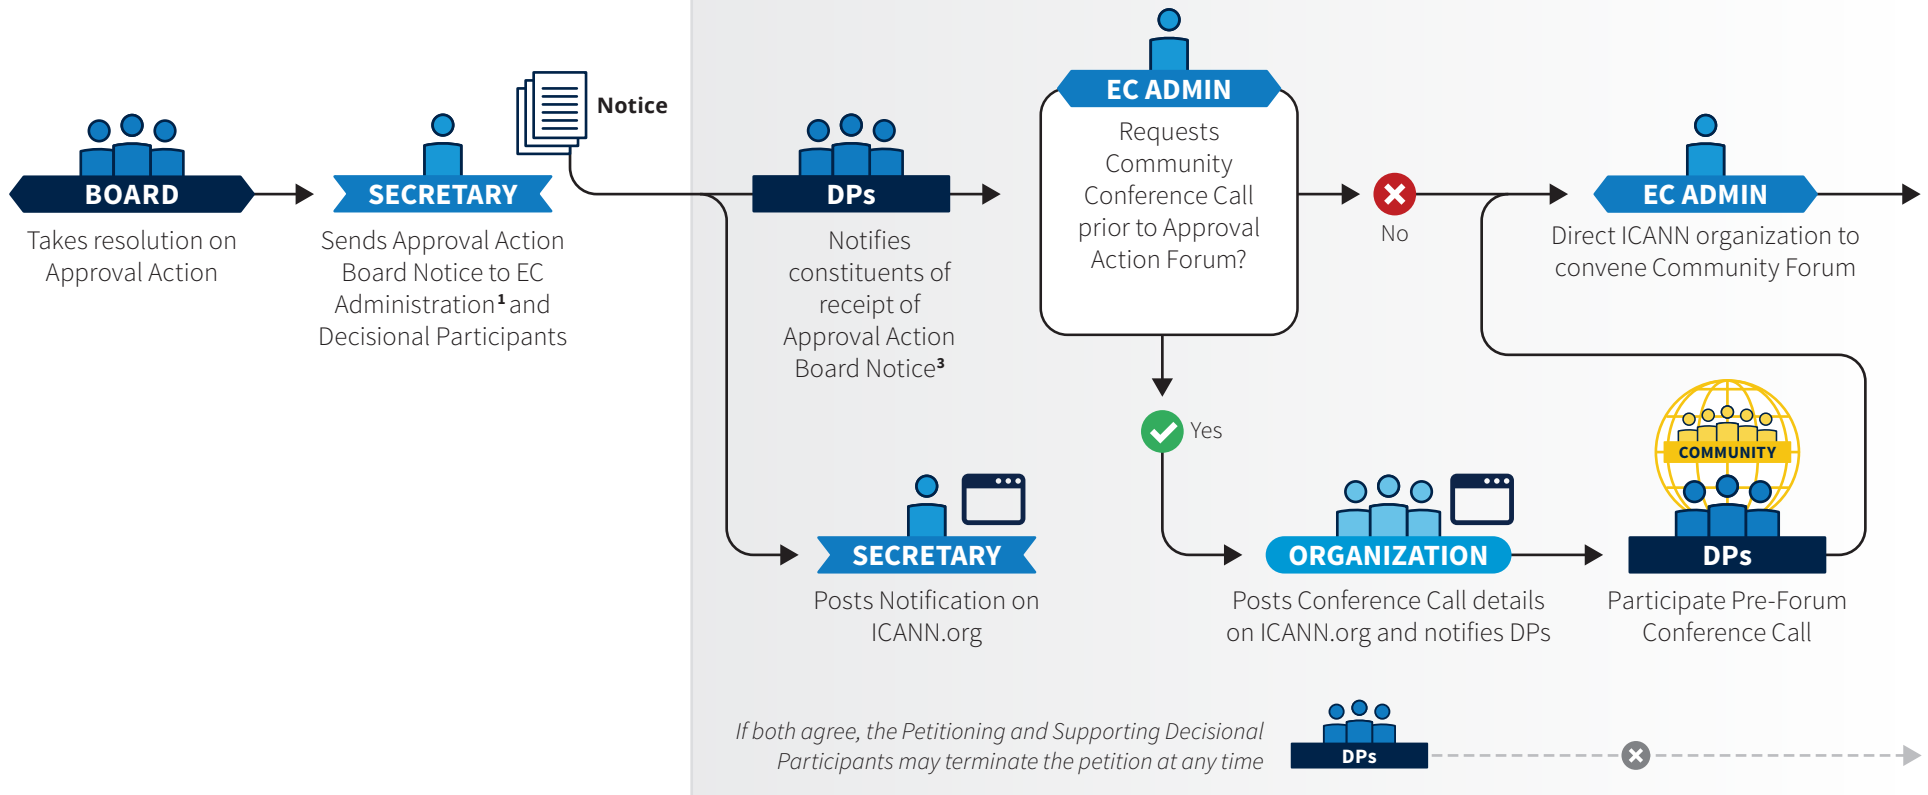 Notice
BOARD
Takes resolution on
Approval Action
SECRETARY
Sends Approval Action
Board Notice to EC
Administration¹ and
Decisional Participants
DPs
Notifies
constituents of
receipt of
Approval Action
Board Notice³
SECRETARY
Posts Notification on
ICANN.org
EC ADMIN
Requests
Community
Conference Call
prior to Approval
Action Forum?
No
Yes
EC ADMIN
Direct ICANN organization to
convene Community Forum
ORGANIZATION
Posts Conference Call details
on ICANN.org and notifies DPs
COMMUNITY
DPs
Participate Pre-Forum
Conference Call
If both agree, the Petitioning and Supporting Decisional
Participants may terminate the petition at any time
DPs